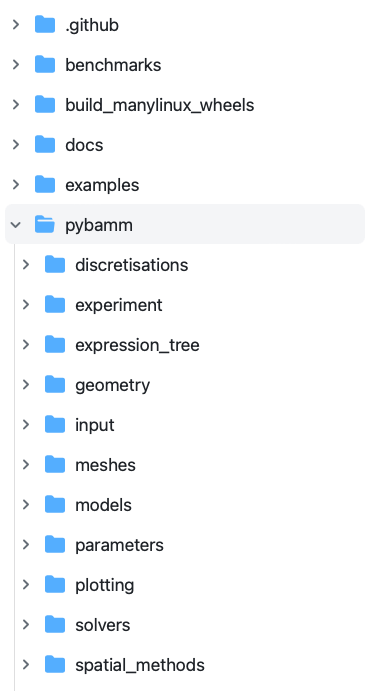 .github
benchmarks
build_manylinux_wheels
docs
examples
pybamm
discretisations
experiment
expression_tree
geometry
input
meshes
models
parameters
plotting
solvers
spatial_methods